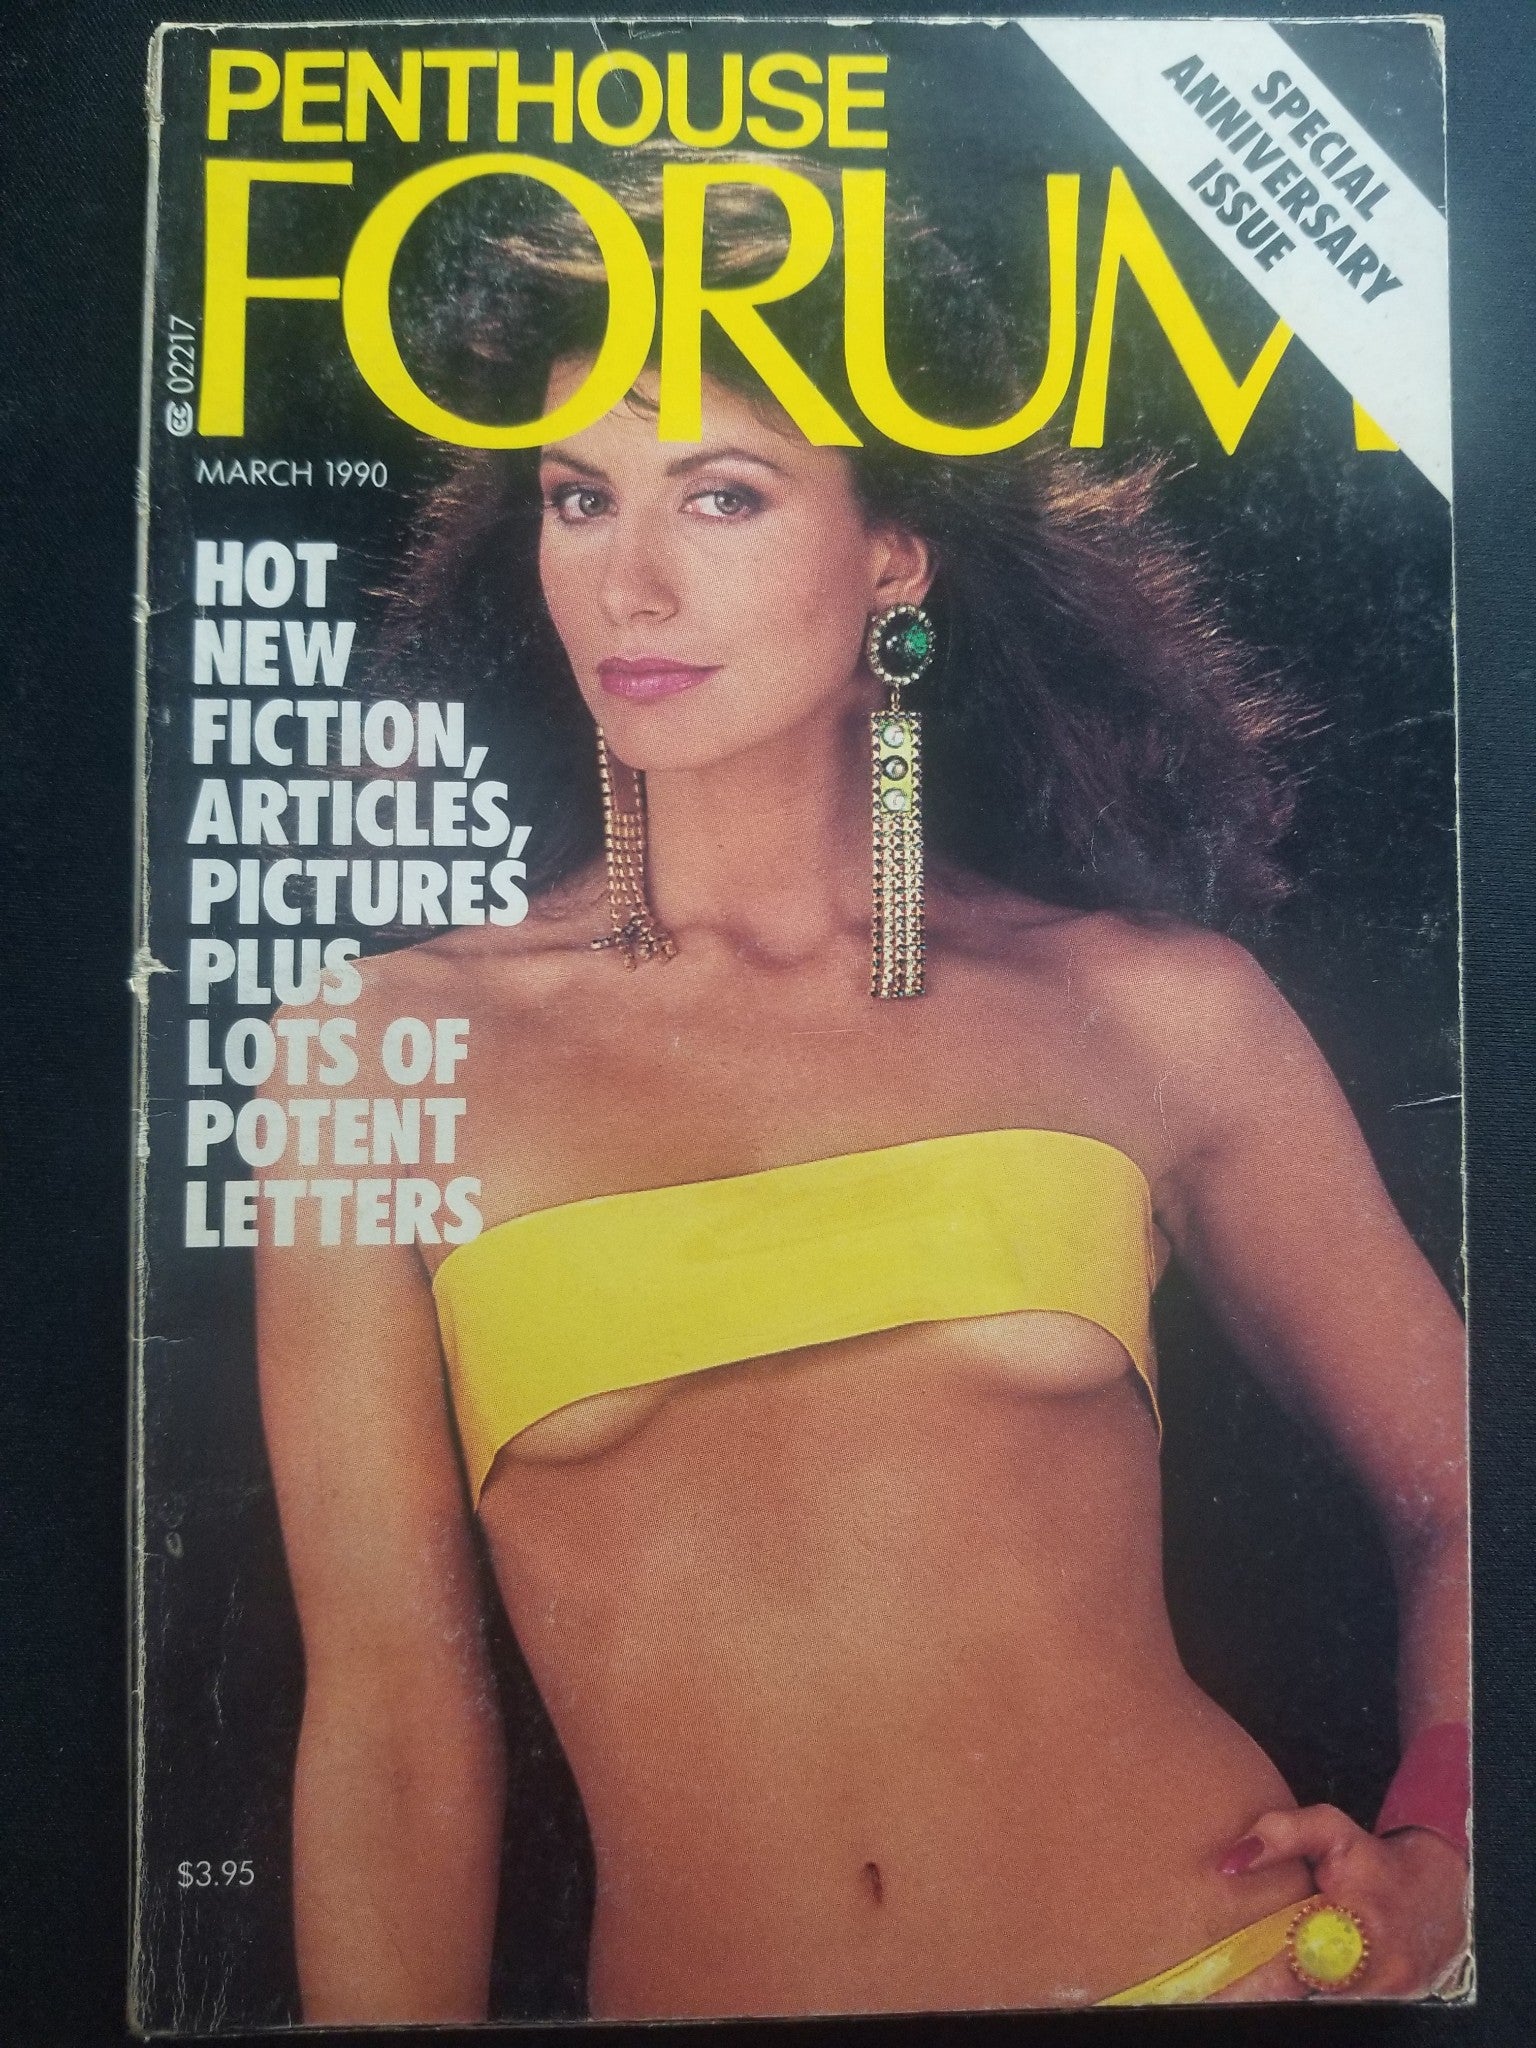 PENTHOUSE
FORUM
SPECIAL
ANNIVERSARY
ISSUE
02217
MARCH 1990
HOT
NEW
FICTION,
ARTICLES,
PICTURES
PLUS
LOTS OF
POTENT
LETTERS
$3.95